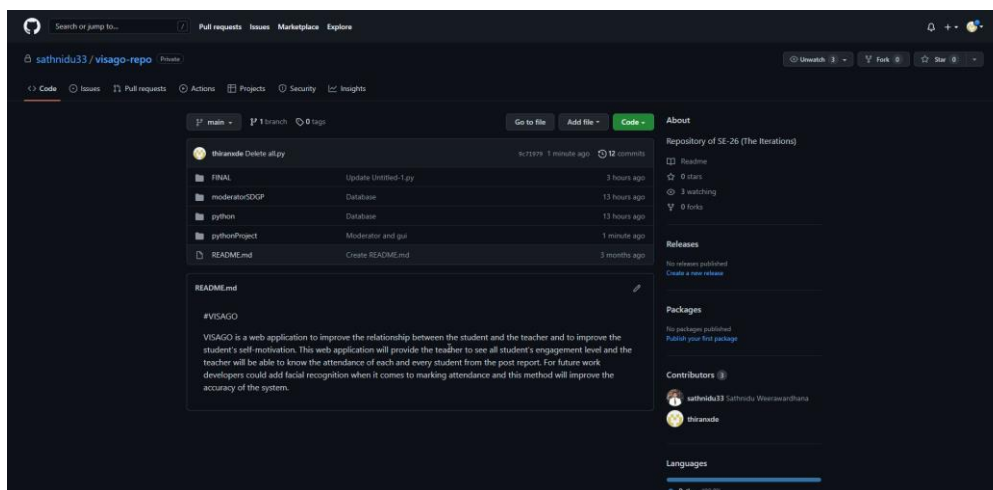 Search or jump to... /
Pull requests Issues Marketplace Explore
sathnidu33 / visago-repo Private
Unwatch 3 Fork 0 Star 0
Code Issues Pull requests Actions Projects Security Insights
main 1 branch 0 tags Go to file Add file Code
thiranxde Delete all.py 1 minute ago 12 commits
FINAL Update Untitled-1.py 3 hours ago
moderatorSDGP Database 13 hours ago
python Database 13 hours ago
pythonProject Moderator and gui 1 minute ago
README.md Create README.md 3 months ago
README.md
#VISAGO
VISAGO is a web application to improve the relationship between the student and the teacher and to improve the
student's self-motivation. This web application will provide the teacher to see all student's engagement level and the
teacher will be able to know the attendance of each and every student from the post report. For future work
developers could add facial recognition when it comes to marking attendance and this method will improve the
accuracy of the system.
About
Repository of SE-26 (The Iterations)
Readme
0 stars
3 watching
0 forks
Releases
No releases published
Create a new release
Packages
No packages published
Publish your first package
Contributors 3
sathnidu33 Sathnidu Weerawardhana
thiranxde
Languages